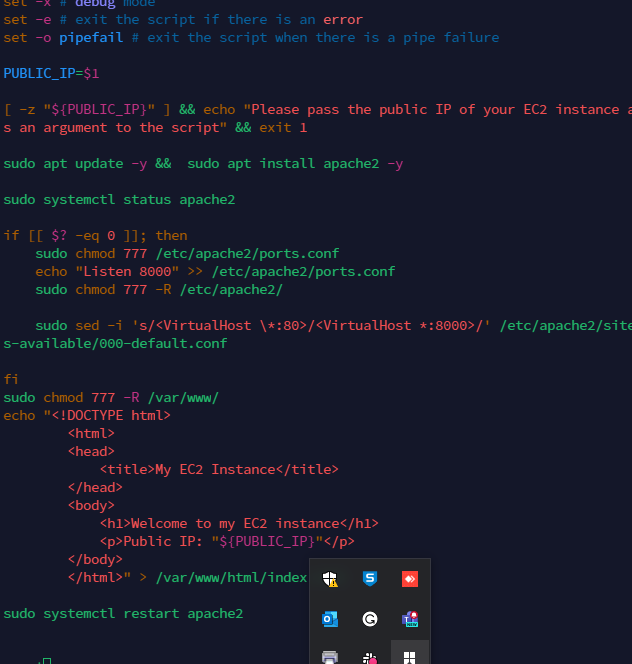 set -x # debug mode
set -e # exit the script if there is an error
set -o pipefail # exit the script when there is a pipe failure
PUBLIC_IP=$1
[ -z "${PUBLIC_IP}" ] && echo "Please pass the public IP of your EC2 instance a
s an argument to the script" && exit 1
sudo apt update -y &&  sudo apt install apache2 -y
sudo systemctl status apache2
if [[ $? -eq 0 ]]; then
    sudo chmod 777 /etc/apache2/ports.conf
    echo "Listen 8000" >> /etc/apache2/ports.conf
    sudo chmod 777 -R /etc/apache2/
    sudo sed -i 's/<VirtualHost \*:80>/<VirtualHost *:8000>/' /etc/apache2/site
s-available/000-default.conf
fi
sudo chmod 777 -R /var/www/
echo "<!DOCTYPE html>
        <html>
        <head>
            <title>My EC2 Instance</title>
        </head>
        <body>
            <h1>Welcome to my EC2 instance</h1>
            <p>Public IP: "${PUBLIC_IP}"</p>
        </body>
        </html>" > /var/www/html/index
sudo systemctl restart apache2